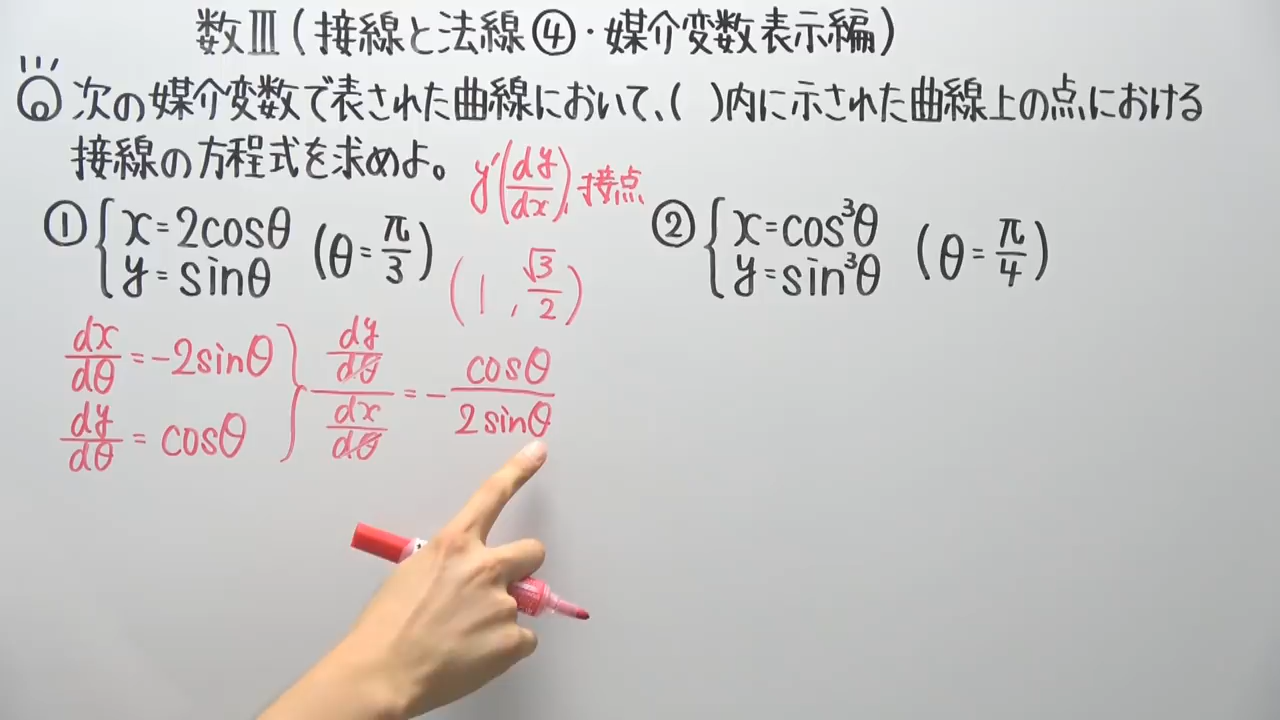 数Ⅲ(接線と法線④・媒介変数表示編)
Q 次の媒介変数で表された曲線において、( )内に示された曲線上の点における
接線の方程式を求めよ。
y'(dy/dx), 接点
① { x=2cosθ
y=sinθ (θ=π/3)
(1, √3/2)
dx/dθ = -2sinθ
dy/dθ = cosθ
(dy/dθ)/(dx/dθ) = - cosθ/2sinθ
② { x=cos³θ
y=sin³θ (θ=π/4)